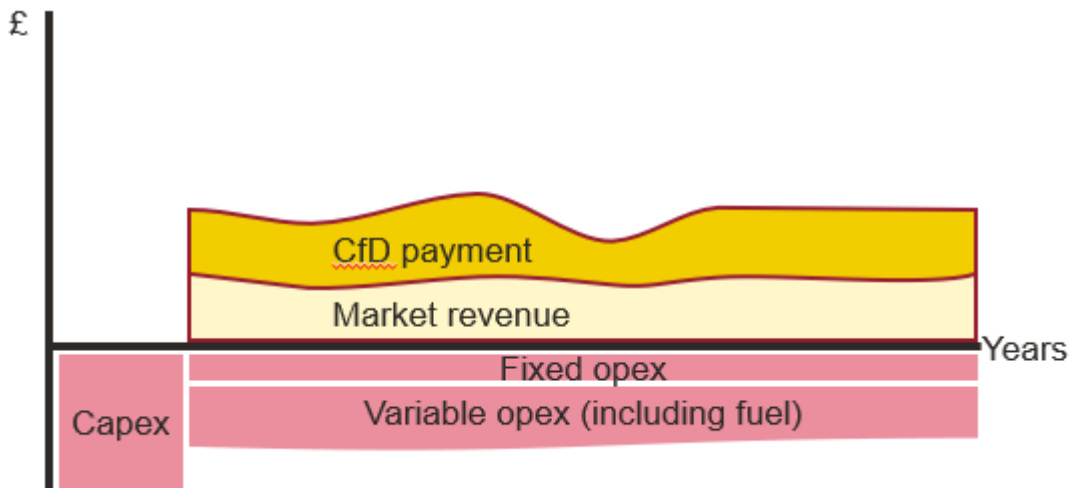 £
CfD payment
Market revenue
Years
Fixed opex
Capex
Variable opex (including fuel)